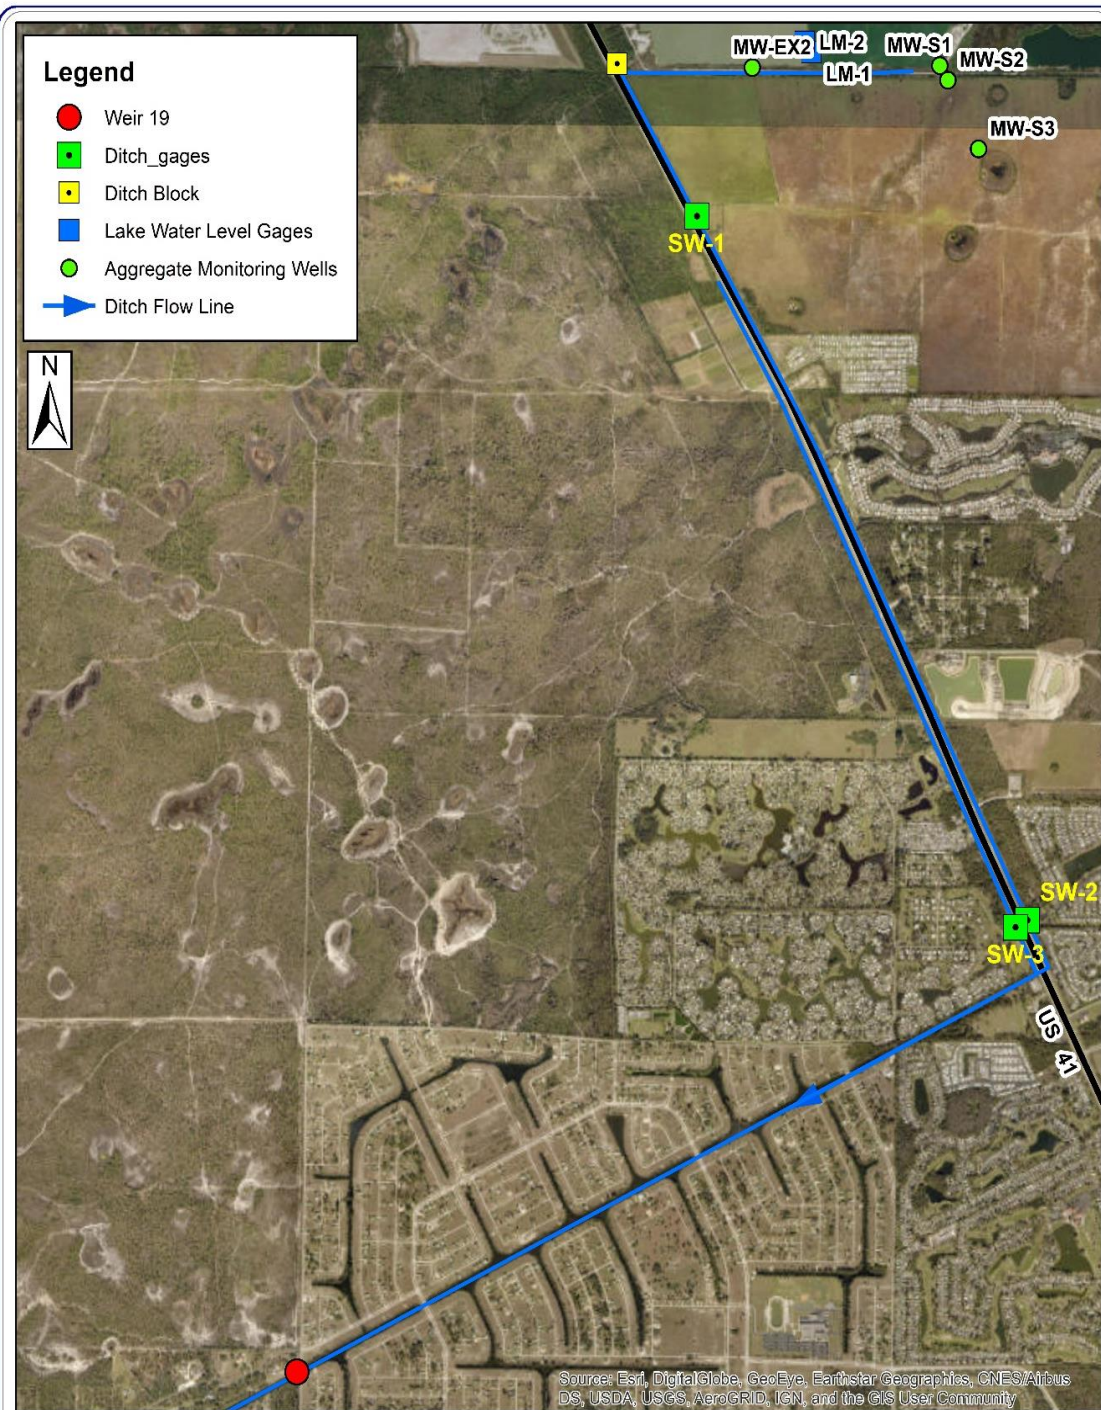 Legend
Weir 19
Ditch_gages
Ditch Block
Lake Water Level Gages
Aggregate Monitoring Wells
Ditch Flow Line
N
MW-EX2
LM-2
MW-S1
MW-S2
LM-1
MW-S3
SW-1
SW-2
SW-3
US 41
Source: Esri, DigitalGlobe, GeoEye, Earthstar Geographics, CNES/Airbus
DS, USDA, USGS, AeroGRID, IGN, and the GIS User Community